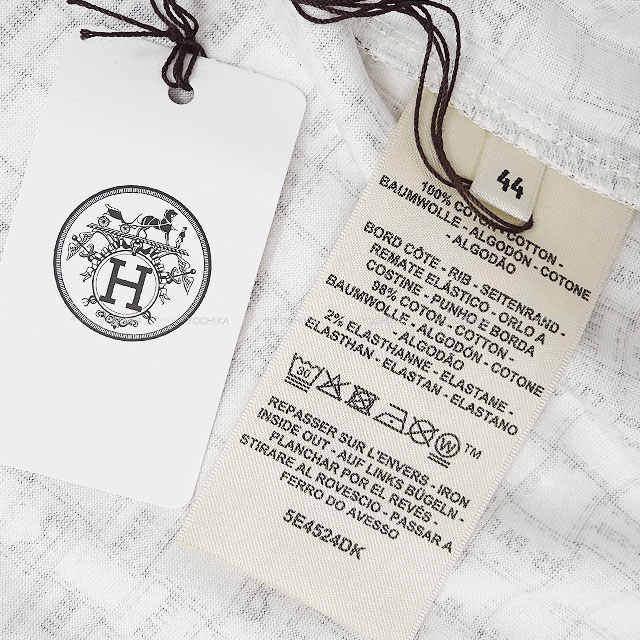 H
44
100% COTON - COTTON -
BAUMWOLLE - ALGODÓN - COTONE
- ALGODÃO
BORD CÔTE - RIB - SEITENRAND -
REMATE ELÁSTICO - ORLO A
COSTINE - PUNHO E BORDA
98% COTON - COTTON -
BAUMWOLLE - ALGODÓN - COTONE
- ALGODÃO
2% ELASTHANNE - ELASTANE -
ELASTHAN - ELASTAN - ELASTANO
30 W TM
REPASSER SUR L'ENVERS - IRON
INSIDE OUT - AUF LINKS BÜGELN -
PLANCHAR POR EL REVÉS -
STIRARE AL ROVESCIO - PASSAR A
FERRO DO AVESSO
5E4524DK